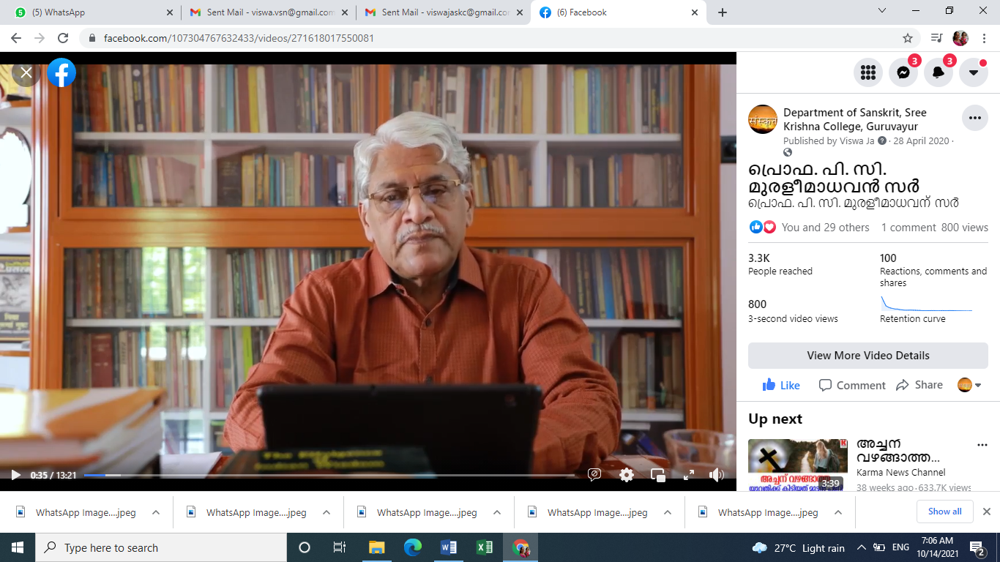 (5) WhatsApp
Sent Mail - viswa.vsn@gmail.com
Sent Mail - viswajaskc@gmail.com
(6) Facebook
facebook.com/107304767632433/videos/271618017550081
3
3
संस्कृत
Department of Sanskrit, Sree
Krishna College, Guruvayur
Published by Viswa Ja · 28 April 2020 ·
പ്രൊഫ. പി. സി.
മുരളീമാധവൻ സർ
പ്രൊഫ. പി. സി. മുരളീമാധവന് സർ
You and 29 others 1 comment 800 views
3.3K
People reached
100
Reactions, comments and
shares
800
3-second video views
Retention curve
View More Video Details
Like Comment Share
Up next
അച്ചന് വഴങ്ങാത്ത
3:39
അച്ചന്
വഴങ്ങാത്ത...
Karma News Channel
38 weeks ago · 633.7K views
0:35 / 13:21
WhatsApp Image....jpeg
WhatsApp Image....jpeg
WhatsApp Image....jpeg
WhatsApp Image....jpeg
WhatsApp Image....jpeg
Show all
Type here to search
27°C Light rain
ENG
7:06 AM
10/14/2021
2